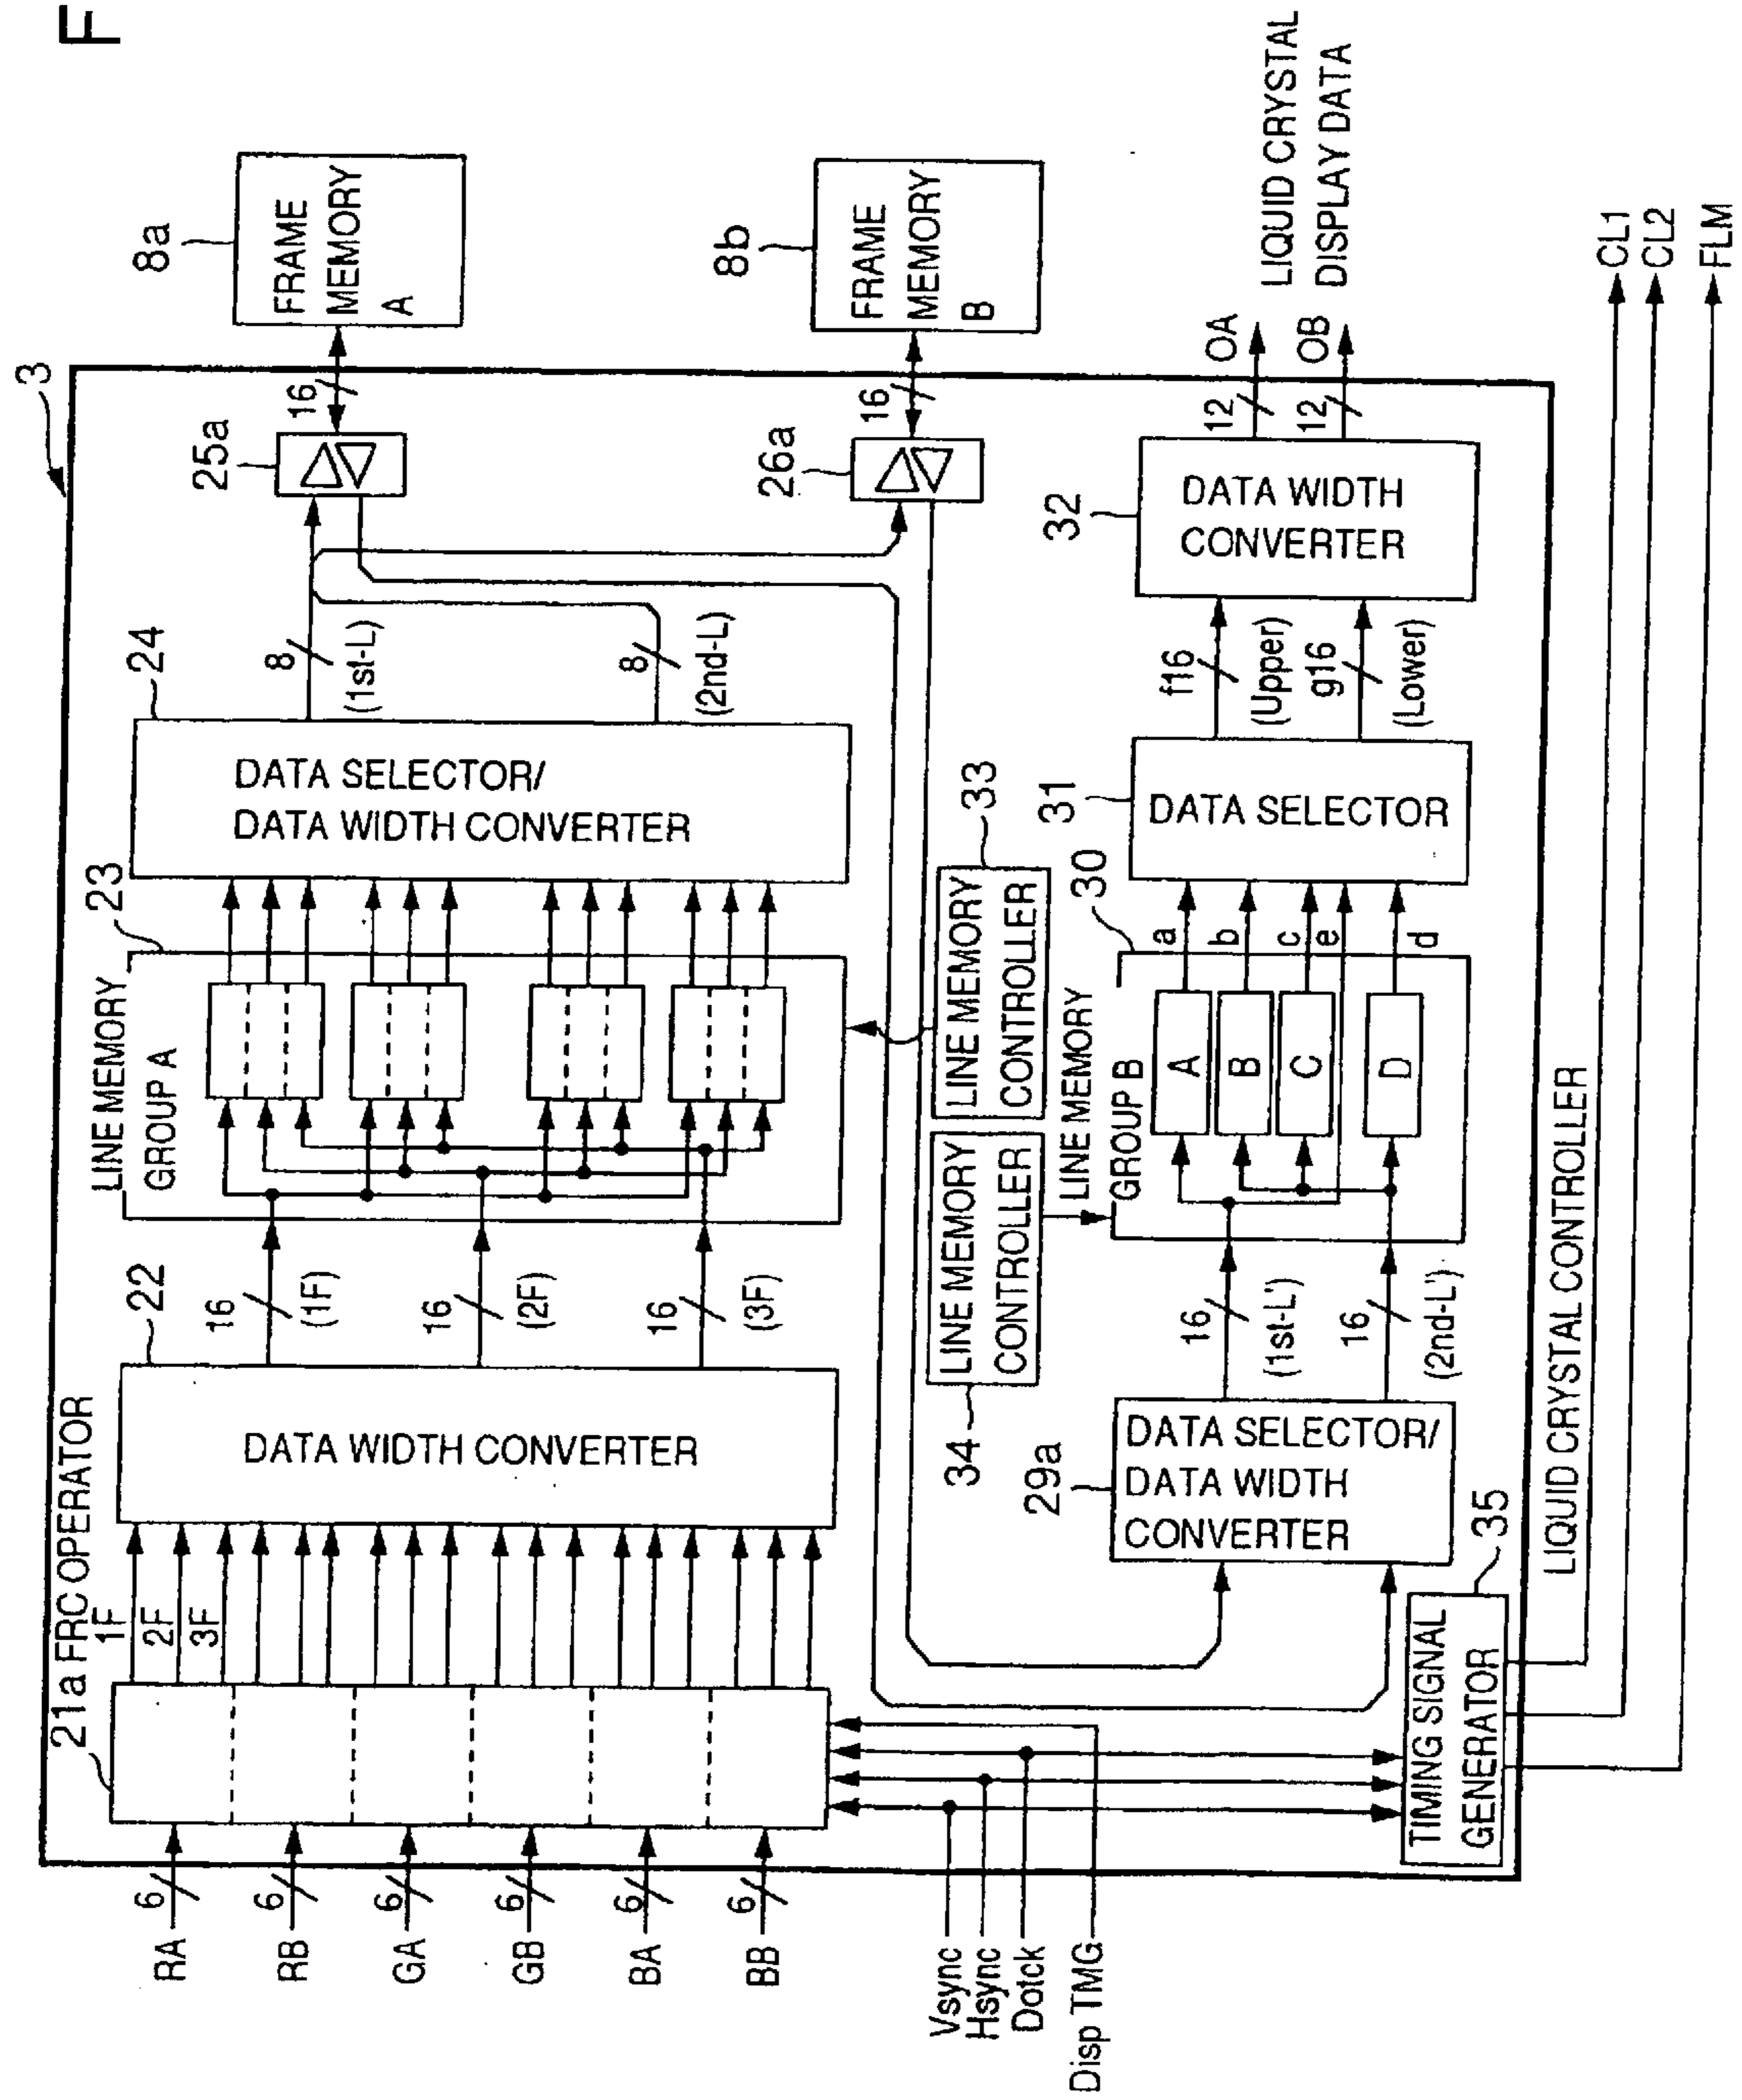 F
3
21a FRC OPERATOR
RA
6
RB
6
GA
6
GB
6
BA
6
BB
6
1F
2F
3F
22
DATA WIDTH CONVERTER
16
(1F)
16
(2F)
16
(3F)
23
LINE MEMORY
GROUP A
24
DATA SELECTOR/
DATA WIDTH CONVERTER
8
(1st-L)
8
(2nd-L)
25a
16
8a
FRAME
MEMORY
A
26a
16
8b
FRAME
MEMORY
B
33
LINE MEMORY
CONTROLLER
34
LINE MEMORY
CONTROLLER
Vsync
Hsync
Dotck
Disp TMG
29a
DATA SELECTOR/
DATA WIDTH
CONVERTER
16
(1st-L')
16
(2nd-L')
30
LINE MEMORY
GROUP B
A
B
C
D
a
b
c
e
d
31
DATA SELECTOR
f16
(Upper)
g16
(Lower)
32
DATA WIDTH
CONVERTER
12
OA
12
OB
LIQUID CRYSTAL
DISPLAY DATA
35
TIMING SIGNAL
GENERATOR
LIQUID CRYSTAL CONTROLLER
CL1
CL2
FLM